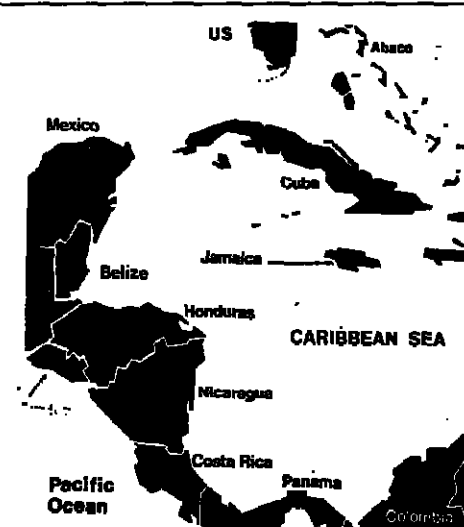 US
Abaco
Mexico
Cuba
Jamaica
Belize
Honduras
CARIBBEAN SEA
Nicaragua
Costa Rica
Panama
Pacific
Ocean
Colombia